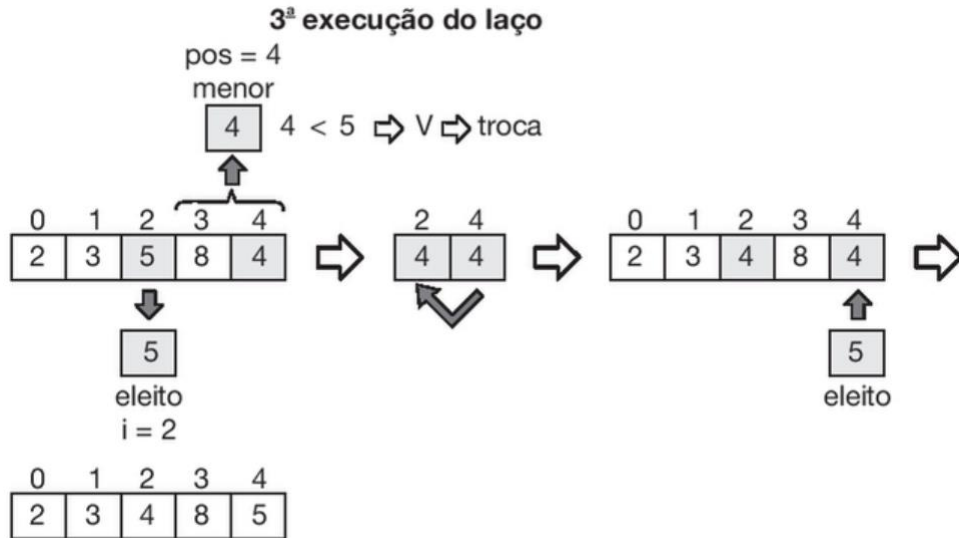 3ª execução do laço
pos = 4
menor
4 4 < 5 V troca
0 1 2 3 4
2 3 5 8 4
2 4
4 4
0 1 2 3 4
2 3 4 8 4
5
eleito
i = 2
5
eleito
0 1 2 3 4
2 3 4 8 5